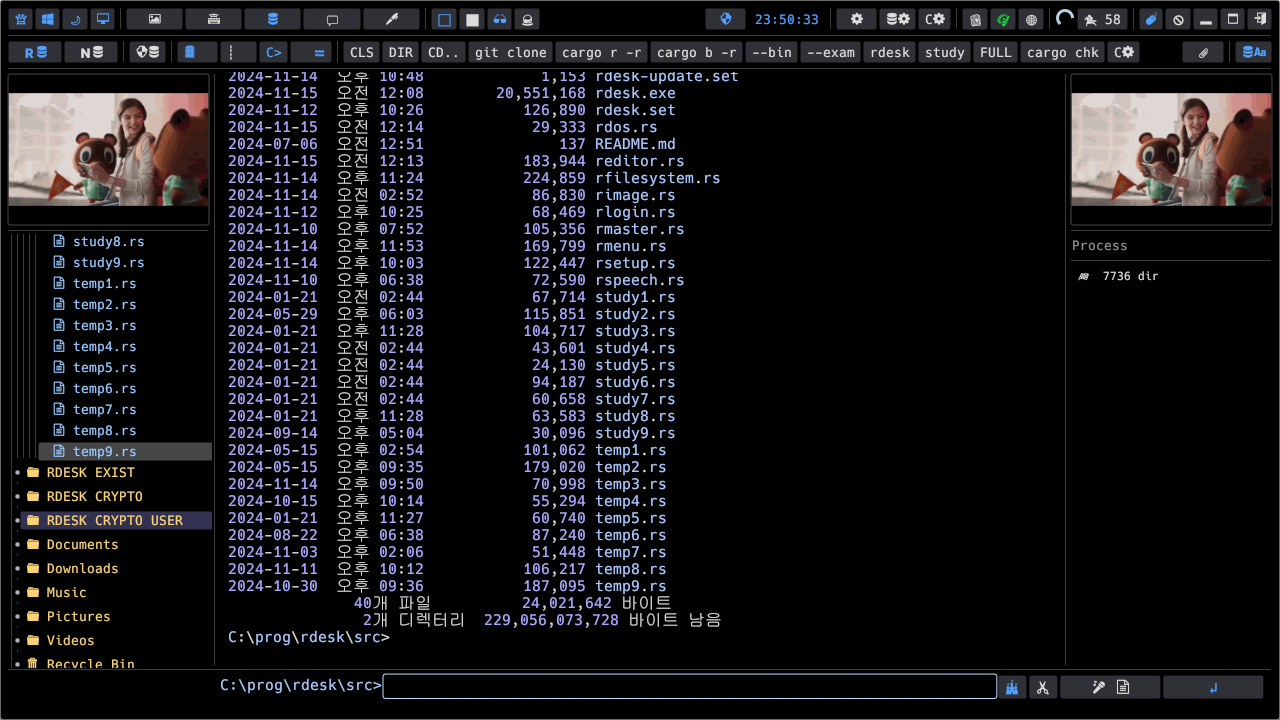 23:50:33
58
R
N
C>
CLS
DIR
CD..
git clone
cargo r -r
cargo b -r
--bin
--exam
rdesk
study
FULL
cargo chk
C
Aa
study8.rs
study9.rs
temp1.rs
temp2.rs
temp3.rs
temp4.rs
temp5.rs
temp6.rs
temp7.rs
temp8.rs
temp9.rs
RDESK EXIST
RDESK CRYPTO
RDESK CRYPTO USER
Documents
Downloads
Music
Pictures
Videos
Recycle Bin
2024-11-14 오후 10:48 1,153 rdesk-update.set
2024-11-15 오전 12:08 20,551,168 rdesk.exe
2024-11-12 오후 10:26 126,890 rdesk.set
2024-11-15 오전 12:14 29,333 rdos.rs
2024-07-06 오전 12:51 137 README.md
2024-11-15 오전 12:13 183,944 reditor.rs
2024-11-14 오후 11:24 224,859 rfilesystem.rs
2024-11-14 오전 02:52 86,830 rimage.rs
2024-11-12 오후 10:25 68,469 rlogin.rs
2024-11-10 오후 07:52 105,356 rmaster.rs
2024-11-14 오후 11:53 169,799 rmenu.rs
2024-11-14 오후 10:03 122,447 rsetup.rs
2024-11-10 오후 06:38 72,590 rspeech.rs
2024-01-21 오전 02:44 67,714 study1.rs
2024-05-29 오후 06:03 115,851 study2.rs
2024-01-21 오후 11:28 104,717 study3.rs
2024-01-21 오전 02:44 43,601 study4.rs
2024-01-21 오전 02:44 24,130 study5.rs
2024-01-21 오전 02:44 94,187 study6.rs
2024-01-21 오전 02:44 60,658 study7.rs
2024-01-21 오후 11:28 63,583 study8.rs
2024-09-14 오후 05:04 30,096 study9.rs
2024-05-15 오후 02:54 101,062 temp1.rs
2024-05-15 오후 09:35 179,020 temp2.rs
2024-11-14 오후 09:50 70,998 temp3.rs
2024-10-15 오후 10:14 55,294 temp4.rs
2024-01-21 오후 11:27 60,740 temp5.rs
2024-08-22 오후 06:38 87,240 temp6.rs
2024-11-03 오후 02:06 51,448 temp7.rs
2024-11-11 오후 10:12 106,217 temp8.rs
2024-10-30 오후 09:36 187,095 temp9.rs
40개 파일 24,021,642 바이트
2개 디렉터리 229,056,073,728 바이트 남음
C:\prog\rdesk\src>
Process
7736 dir
C:\prog\rdesk\src>